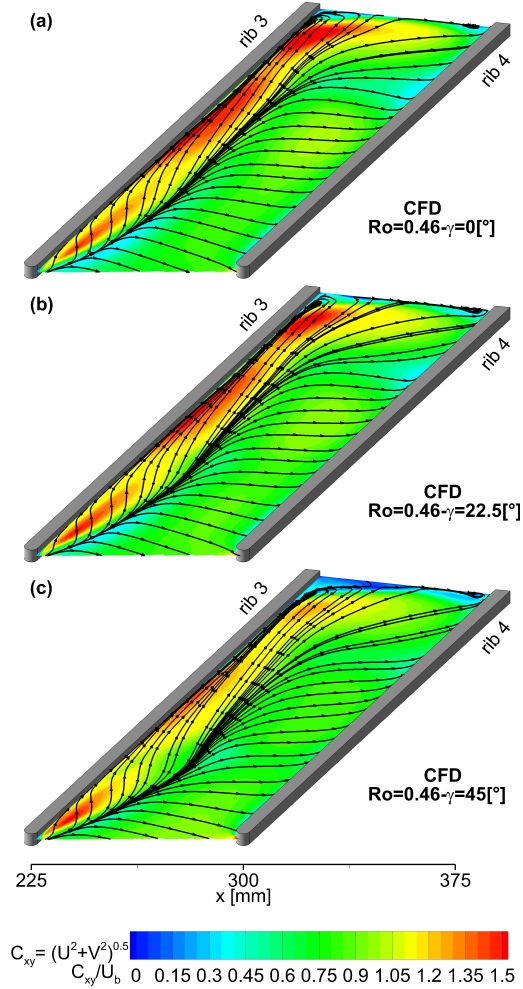 (a)
rib 3
rib 4
CFD
Ro=0.46-γ=0[°]
(b)
rib 3
rib 4
CFD
Ro=0.46-γ=22.5[°]
(c)
rib 3
rib 4
CFD
Ro=0.46-γ=45[°]
225 300 375
x [mm]
C_xy= (U²+V²)^0.5
C_xy/U_b 0 0.15 0.3 0.45 0.6 0.75 0.9 1.05 1.2 1.35 1.5